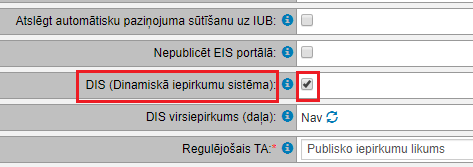 Atslēgt automātisku paziņojuma sūtīšanu uz IUB:
Nepublicēt EIS portālā:
DIS (Dinamiskā iepirkumu sistēma):
DIS virsiepirkums (daļa): Nav
Regulējošais TA:* Publisko iepirkumu likums